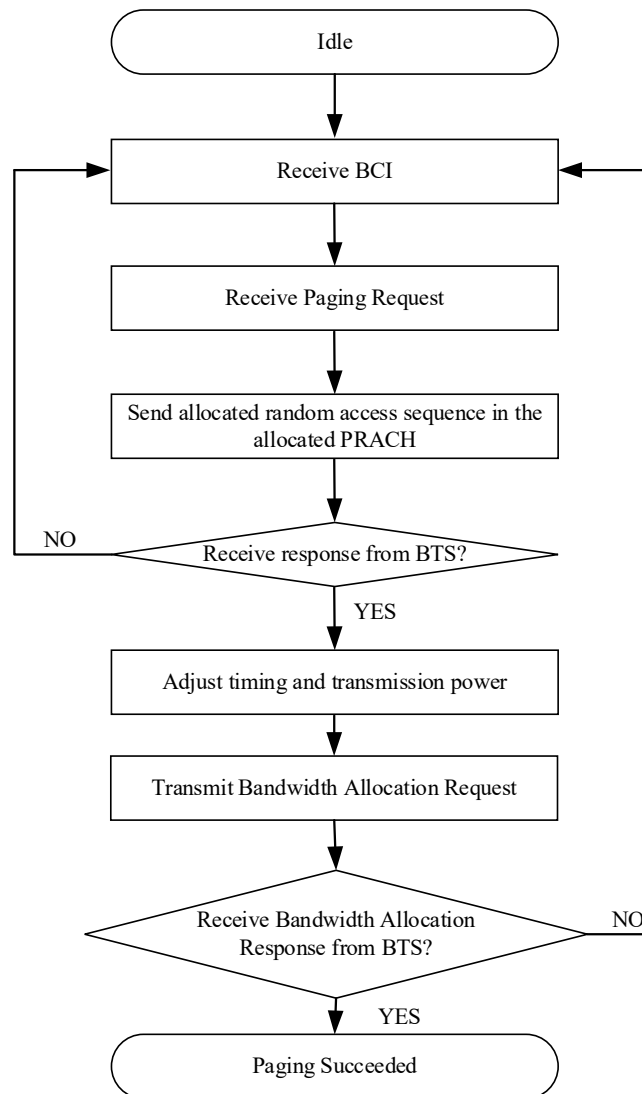 Idle
Receive BCI
Receive Paging Request
Send allocated random access sequence in the
allocated PRACH
NO
Receive response from BTS?
YES
Adjust timing and transmission power
Transmit Bandwidth Allocation Request
Receive Bandwidth Allocation
Response from BTS?
NO
YES
Paging Succeeded